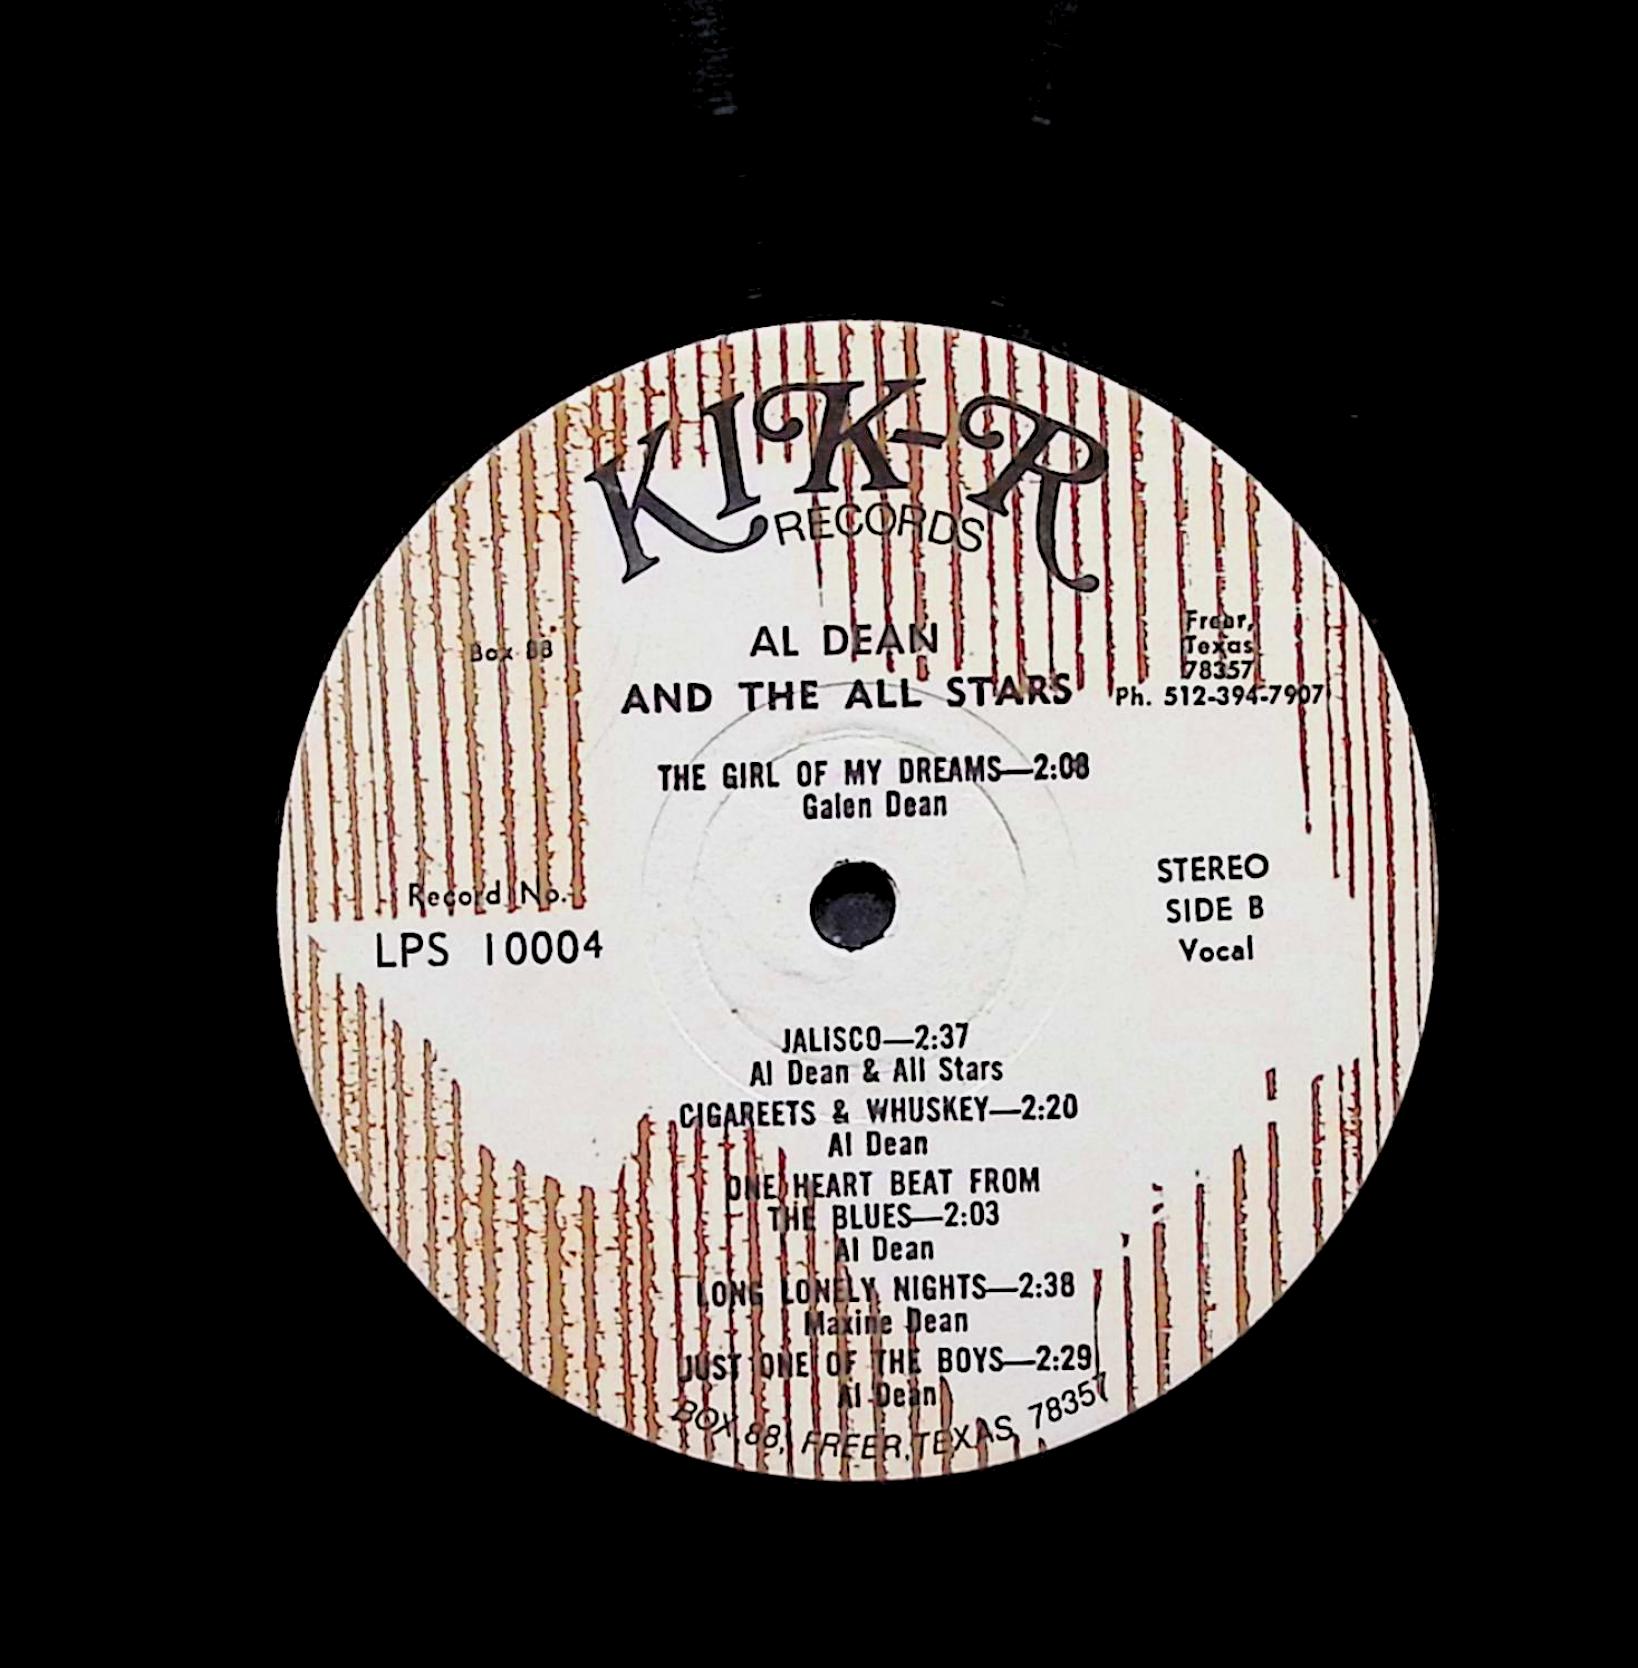 KIK-R
RECORDS
Box 88
AL DEAN
AND THE ALL STARS
Freer,
Texas
78357
Ph. 512-394-7907
THE GIRL OF MY DREAMS—2:08
Galen Dean
Record No.
LPS 10004
STEREO
SIDE B
Vocal
JALISCO—2:37
Al Dean & All Stars
CIGAREETS & WHUSKEY—2:20
Al Dean
ONE HEART BEAT FROM
THE BLUES—2:03
Al Dean
LONG LONELY NIGHTS—2:38
Maxine Dean
JUST ONE OF THE BOYS—2:29
Al Dean
BOX 88, FREER, TEXAS 78357